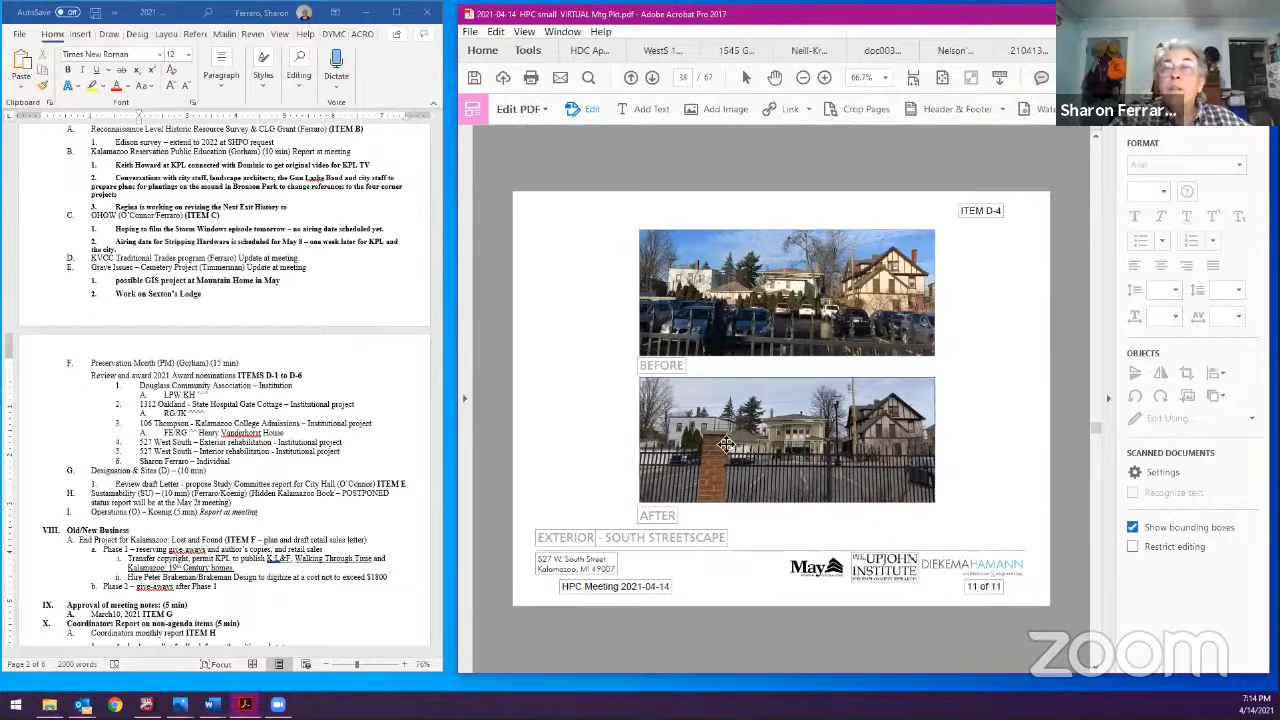 2021 -...
Ferraro, Sharon
Off
File Home Insert Draw Design Layout Refere Mailin Review View Help DYMC ACRO
Times New Roman 12
Paste
Paragraph Styles Editing Dictate
Clipboard Font Styles Voice
A. Reconnaissance Level Historic Resource Survey & CLG Grant (Ferraro) (ITEM B)
1. Edison survey – extend to 2022 at SHPO request
B. Kalamazoo Reservation Public Education (Gorham) (10 min) Report at meeting
1. Keith Howard at KPL connected with Dominic to get original video for KPL TV
2. Conversations with city staff, landscape architects, the Gun Lake Band and city staff to
prepare plans for plantings on the mound in Bronson Park to change references to the four corner
projects
3. Regina is working on revising the Next Exit History to
C. OHOW (O'Connor/Ferraro) (ITEM C)
1. Hoping to film the Storm Windows episode tomorrow – no airing date scheduled yet.
2. Airing date for Stripping Hardware is scheduled for May 8 – one week later for KPL and
the city.
D. KVCC Traditional Trades program (Ferraro) Update at meeting
E. Grave Issues – Cemetery Project (Timmerman) Update at meeting
1. possible GIS project at Mountain Home in May
2. Work on Sexton's Lodge
F. Preservation Month (PM) (Gorham) (15 min)
Review and award 2021 Award nominations ITEMS D-1 to D-6
1. Douglass Community Association – Institution
A. LPW/KH ^^^
2. 1312 Oakland - State Hospital Gate Cottage – Institutional project
A. RG/JK ^^^^
3. 106 Thompson - Kalamazoo College Admissions – Institutional project
A. FE/RG ^^ Henry Vanderhorst House
4. 527 West South – Exterior rehabilitation - Institutional project
5. 527 West South – Interior rehabilitation - Institutional project
6. Sharon Ferraro – Individual
G. Designation & Sites (D) – (10 min)
1. Review draft Letter - propose Study Committee report for City Hall (O'Connor) ITEM E
H. Sustainability (SU) – (10 min) (Ferraro/Koenig) (Hidden Kalamazoo Book – POSTPONED
status report will be at the May 2t meeting)
I. Operations (O) – Koenig (5 min) Report at meeting
VIII. Old/New Business
A. End Project for Kalamazoo: Lost and Found (ITEM F – plan and draft retail sales letter)
a. Phase 1 – reserving give-aways and author's copies, and retail sales
i. Transfer copyright, permit KPL to publish K.L&F, Walking Through Time and
Kalamazoo: 19th Century homes
ii. Hire Peter Brakeman/Brakeman Design to digitize at a cost not to exceed $1800
b. Phase 2 – give-aways after Phase 1
IX. Approval of meeting notes: (5 min)
A. March10, 2021 ITEM G
X. Coordinators Report on non-agenda items (5 min)
A. Coordinators monthly report ITEM H
Page 2 of 6 2000 words Focus 76%
2021-04-14 HPC small VIRTUAL Mtg Pkt.pdf - Adobe Acrobat Pro 2017
File Edit View Window Help
Home Tools HDC Ap... WestS 1... 1545 G... Neill-Kr... doc003... Nelson'... 210413...
38 / 67 66.7%
Edit PDF Edit Add Text Add Image Link Crop Pages Header & Footer
ITEM D-4
BEFORE
AFTER
EXTERIOR - SOUTH STREETSCAPE
527 W. South Street
Kalamazoo, MI 49007
HPC Meeting 2021-04-14
May
W.E. UPJOHN
INSTITUTE
FOR EMPLOYMENT RESEARCH
DIEKEMAHAMANN
11 of 11
Sharon Ferrar...
FORMAT
Arial
OBJECTS
Edit Using...
SCANNED DOCUMENTS
Settings
Recognize text
Show bounding boxes
Restrict editing
zoom
7:14 PM
4/14/2021